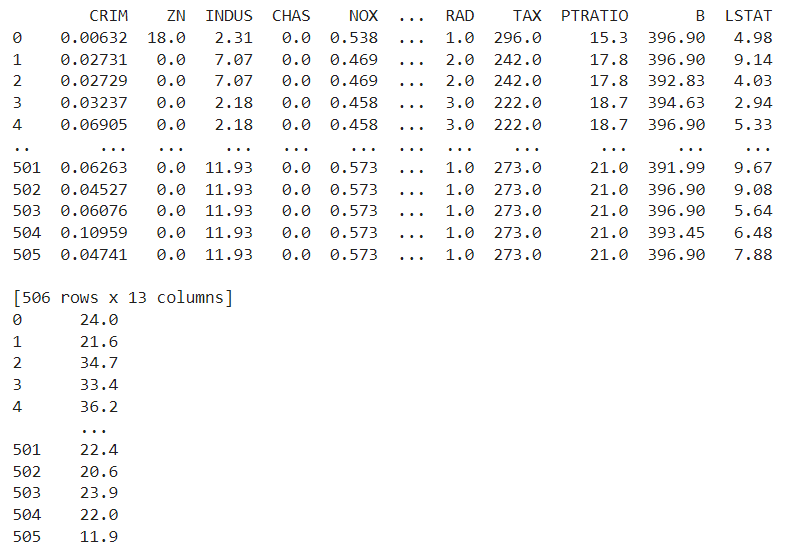 CRIM ZN INDUS CHAS NOX ... RAD TAX PTRATIO B LSTAT
0 0.00632 18.0 2.31 0.0 0.538 ... 1.0 296.0 15.3 396.90 4.98
1 0.02731 0.0 7.07 0.0 0.469 ... 2.0 242.0 17.8 396.90 9.14
2 0.02729 0.0 7.07 0.0 0.469 ... 2.0 242.0 17.8 392.83 4.03
3 0.03237 0.0 2.18 0.0 0.458 ... 3.0 222.0 18.7 394.63 2.94
4 0.06905 0.0 2.18 0.0 0.458 ... 3.0 222.0 18.7 396.90 5.33
.. ... ... ... ... ... ... ... ... ... ... ...
501 0.06263 0.0 11.93 0.0 0.573 ... 1.0 273.0 21.0 391.99 9.67
502 0.04527 0.0 11.93 0.0 0.573 ... 1.0 273.0 21.0 396.90 9.08
503 0.06076 0.0 11.93 0.0 0.573 ... 1.0 273.0 21.0 396.90 5.64
504 0.10959 0.0 11.93 0.0 0.573 ... 1.0 273.0 21.0 393.45 6.48
505 0.04741 0.0 11.93 0.0 0.573 ... 1.0 273.0 21.0 396.90 7.88
[506 rows x 13 columns]
0 24.0
1 21.6
2 34.7
3 33.4
4 36.2
...
501 22.4
502 20.6
503 23.9
504 22.0
505 11.9